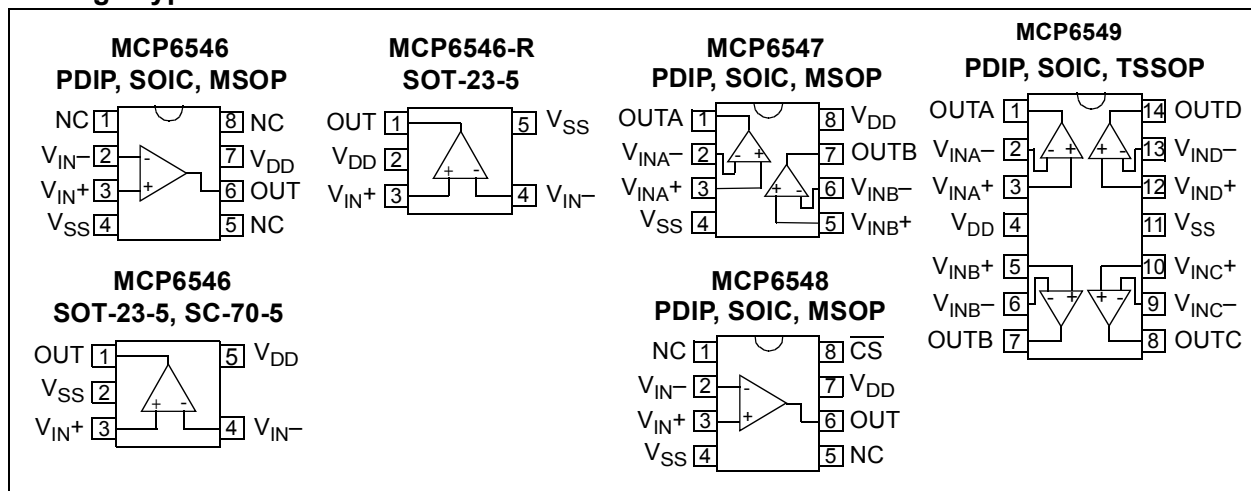 MCP6546
PDIP, SOIC, MSOP
NC 1
8 NC
VIN– 2
7 VDD
VIN+ 3
6 OUT
VSS 4
5 NC
- +
MCP6546
SOT-23-5, SC-70-5
OUT 1
5 VDD
VSS 2
VIN+ 3
4 VIN–
+ -
MCP6546-R
SOT-23-5
OUT 1
5 VSS
VDD 2
VIN+ 3
4 VIN–
+ -
MCP6547
PDIP, SOIC, MSOP
OUTA 1
8 VDD
VINA– 2
7 OUTB
VINA+ 3
6 VINB–
VSS 4
5 VINB+
- +
+ -
MCP6548
PDIP, SOIC, MSOP
NC 1
8 CS
VIN– 2
7 VDD
VIN+ 3
6 OUT
VSS 4
5 NC
- +
MCP6549
PDIP, SOIC, TSSOP
OUTA 1
14 OUTD
VINA– 2
13 VIND–
VINA+ 3
12 VIND+
VDD 4
11 VSS
VINB+ 5
10 VINC+
VINB– 6
9 VINC–
OUTB 7
8 OUTC
- + + -
- + + -